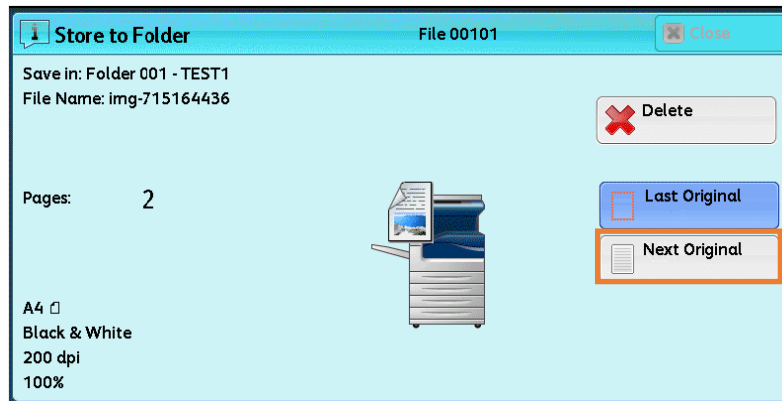 Store to Folder
File 00101
Close
Save in: Folder 001 - TEST1
File Name: img-715164436
Delete
Pages: 2
Last Original
Next Original
A4
Black & White
200 dpi
100%